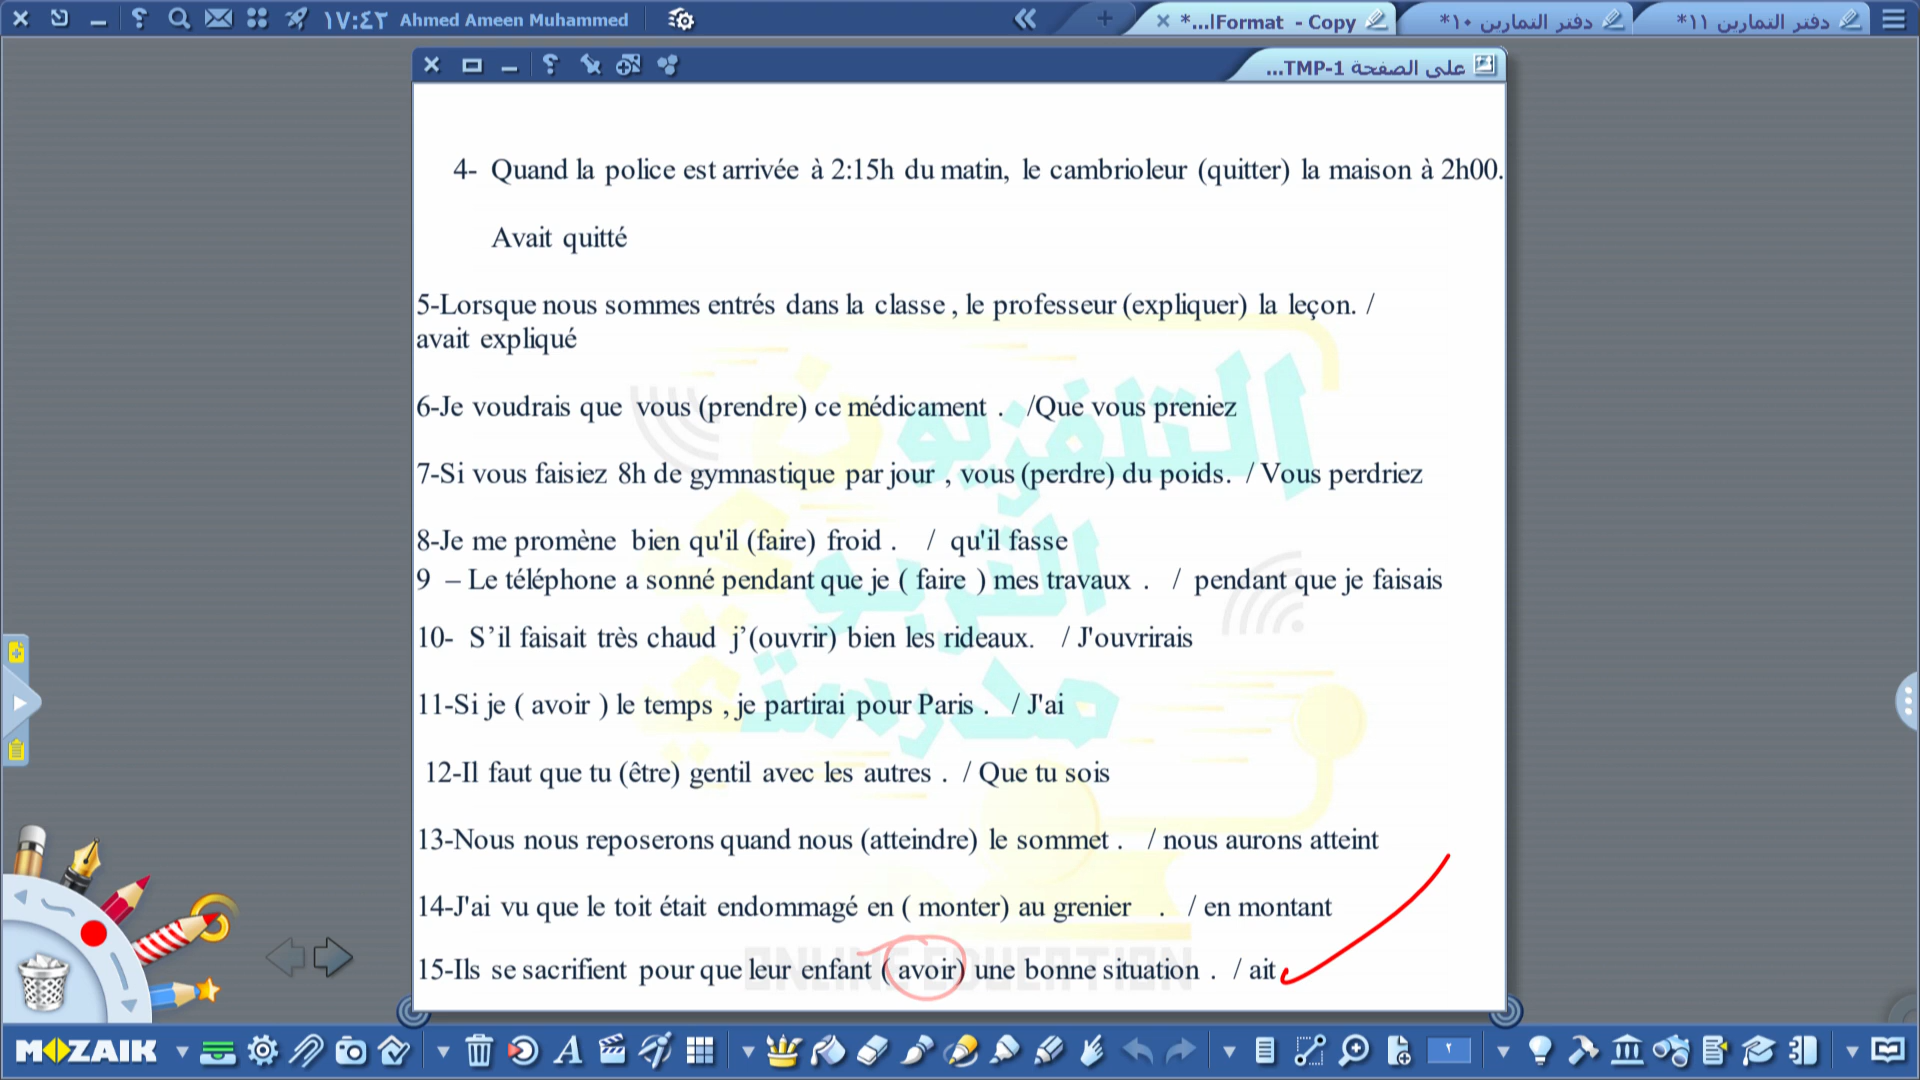 ١٧:٤٣ Ahmed Ameen Muhammed
*...lFormat - Copy
دفتر التمارين ١٠*
دفتر التمارين ١١*
على الصفحة TMP-1...
4- Quand la police est arrivée à 2:15h du matin, le cambrioleur (quitter) la maison à 2h00.
Avait quitté
5-Lorsque nous sommes entrés dans la classe , le professeur (expliquer) la leçon. /
avait expliqué
6-Je voudrais que vous (prendre) ce médicament . /Que vous preniez
7-Si vous faisiez 8h de gymnastique par jour , vous (perdre) du poids. / Vous perdriez
8-Je me promène bien qu'il (faire) froid . / qu'il fasse
9 – Le téléphone a sonné pendant que je ( faire ) mes travaux . / pendant que je faisais
10- S’il faisait très chaud j’(ouvrir) bien les rideaux. / J'ouvrirais
11-Si je ( avoir ) le temps , je partirai pour Paris . / J'ai
12-Il faut que tu (être) gentil avec les autres . / Que tu sois
13-Nous nous reposerons quand nous (atteindre) le sommet . / nous aurons atteint
14-J'ai vu que le toit était endommagé en ( monter) au grenier . / en montant
15-Ils se sacrifient pour que leur enfant ( avoir) une bonne situation . / ait
التلفزيون
التربوي
مدرستي
ONLINE EDUCATION
MOZAIK
٢